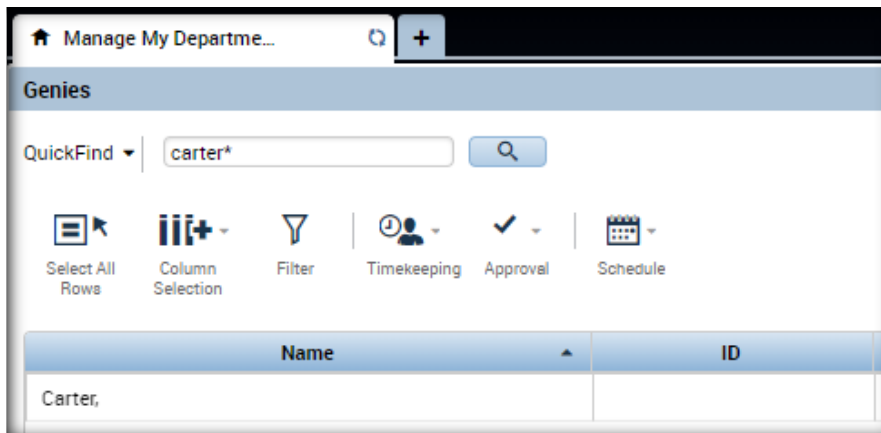 Manage My Departme...
Genies
QuickFind carter*
Select All Rows Column Selection Filter Timekeeping Approval Schedule
Name ID
Carter,